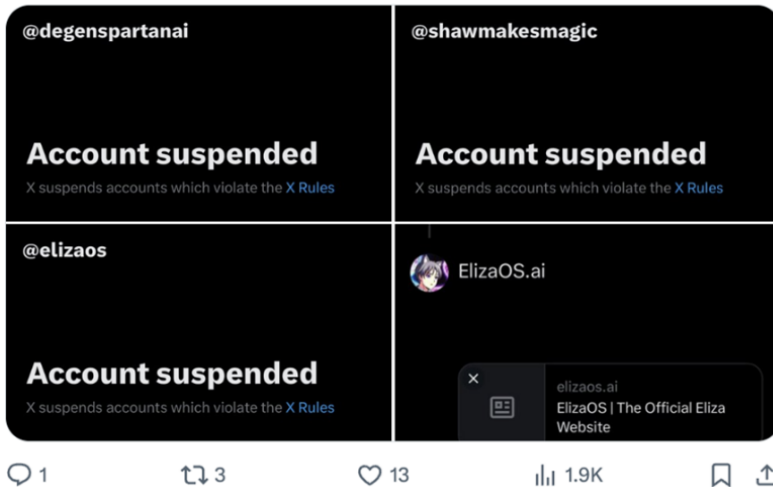 @degenspartanai
Account suspended
X suspends accounts which violate the X Rules
@shawmakesmagic
Account suspended
X suspends accounts which violate the X Rules
@elizaos
Account suspended
X suspends accounts which violate the X Rules
ElizaOS.ai
elizaos.ai
ElizaOS | The Official Eliza
Website
1 3 13 1.9K